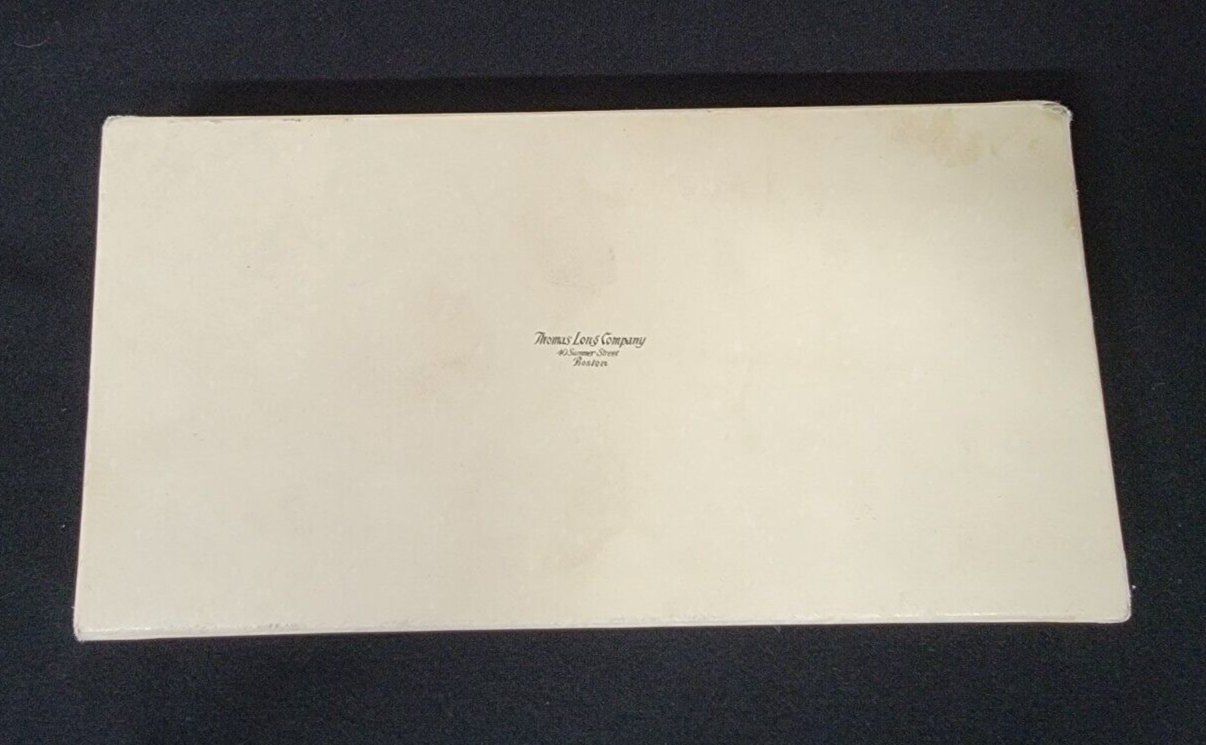 Thomas Long Company
40 Summer Street
Boston